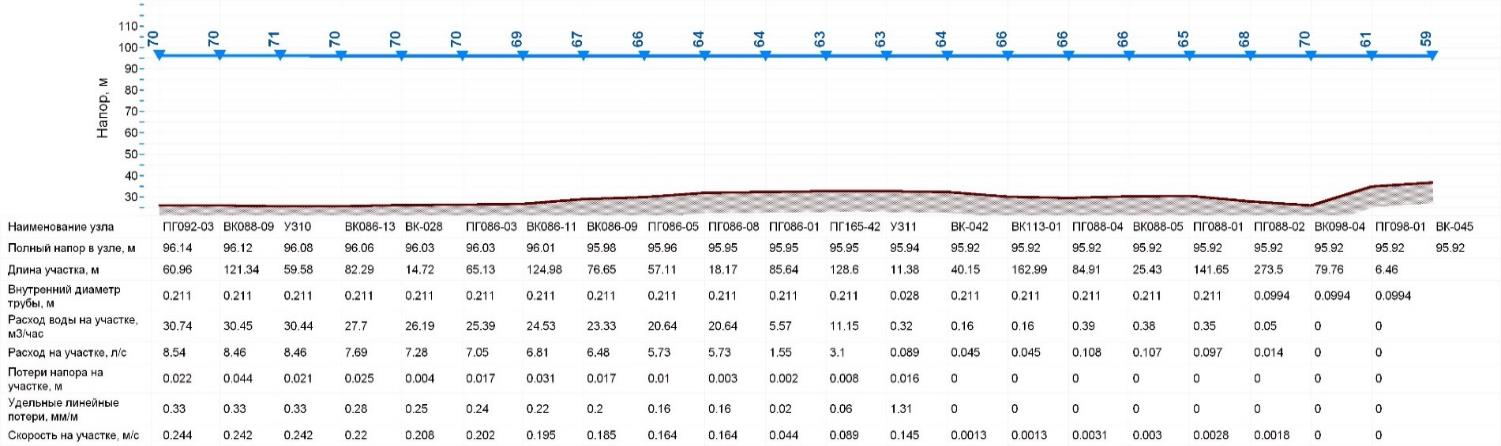 110
100
90
80
70
60
50
40
30
Напор, м
70 70 71 70 70 70 69 67 66 64 64 63 63 64 66 66 66 65 68 70 61 59
Наименование узла ПГ092-03 ВК088-09 УЗ10 ВК086-13 ВК-028 ПГ086-03 ВК086-11 ВК086-09 ПГ086-05 ПГ086-08 ПГ086-01 ПГ165-42 УЗ11 ВК-042 ВК113-01 ПГ088-04 ВК088-05 ПГ088-01 ПГ088-02 ВК098-04 ПГ098-01 ВК-045
Полный напор в узле, м 96.14 96.12 96.08 96.06 96.03 96.03 96.01 95.98 95.96 95.95 95.95 95.95 95.94 95.92 95.92 95.92 95.92 95.92 95.92 95.92 95.92 95.92
Длина участка, м 60.96 121.34 59.58 82.29 14.72 65.13 124.98 76.65 57.11 18.17 85.64 128.6 11.38 40.15 162.99 84.91 25.43 141.65 273.5 79.76 6.46
Внутренний диаметр
трубы, м 0.211 0.211 0.211 0.211 0.211 0.211 0.211 0.211 0.211 0.211 0.211 0.211 0.028 0.211 0.211 0.211 0.211 0.211 0.0994 0.0994 0.0994
Расход воды на участке,
м3/час 30.74 30.45 30.44 27.7 26.19 25.39 24.53 23.33 20.64 20.64 5.57 11.15 0.32 0.16 0.16 0.39 0.38 0.35 0.05 0 0
Расход на участке, л/с 8.54 8.46 8.46 7.69 7.28 7.05 6.81 6.48 5.73 5.73 1.55 3.1 0.089 0.045 0.045 0.108 0.107 0.097 0.014 0 0
Потери напора на
участке, м 0.022 0.044 0.021 0.025 0.004 0.017 0.031 0.017 0.01 0.003 0.002 0.008 0.016 0 0 0 0 0 0 0 0
Удельные линейные
потери, мм/м 0.33 0.33 0.33 0.28 0.25 0.24 0.22 0.2 0.16 0.16 0.02 0.06 1.31 0 0 0 0 0 0 0 0
Скорость на участке, м/с 0.244 0.242 0.242 0.22 0.208 0.202 0.195 0.185 0.164 0.164 0.044 0.089 0.145 0.0013 0.0013 0.0031 0.003 0.0028 0.0018 0 0